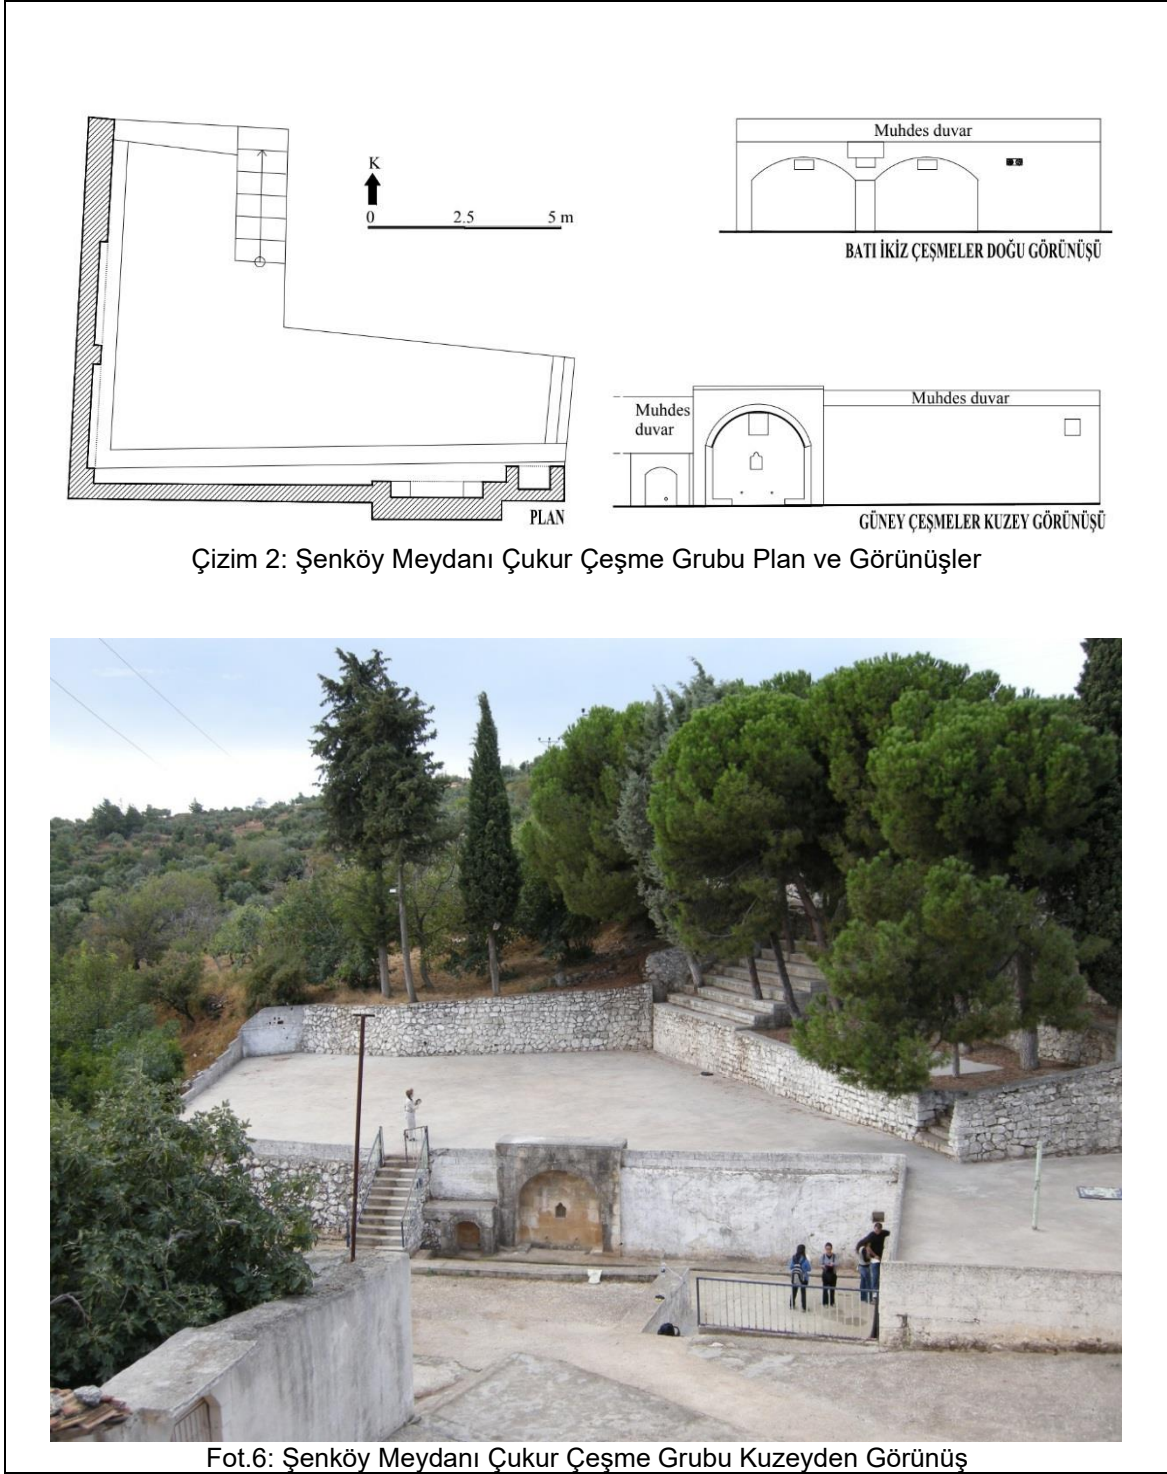 Muhdes duvar
BATI İKİZ ÇEŞMELER DOĞU GÖRÜNÜŞÜ
K
0 2.5 5 m
Muhdes
duvar
Muhdes duvar
PLAN
GÜNEY ÇEŞMELER KUZEY GÖRÜNÜŞÜ
Çizim 2: Şenköy Meydanı Çukur Çeşme Grubu Plan ve Görünüşler
Fot.6: Şenköy Meydanı Çukur Çeşme Grubu Kuzeyden Görünüş